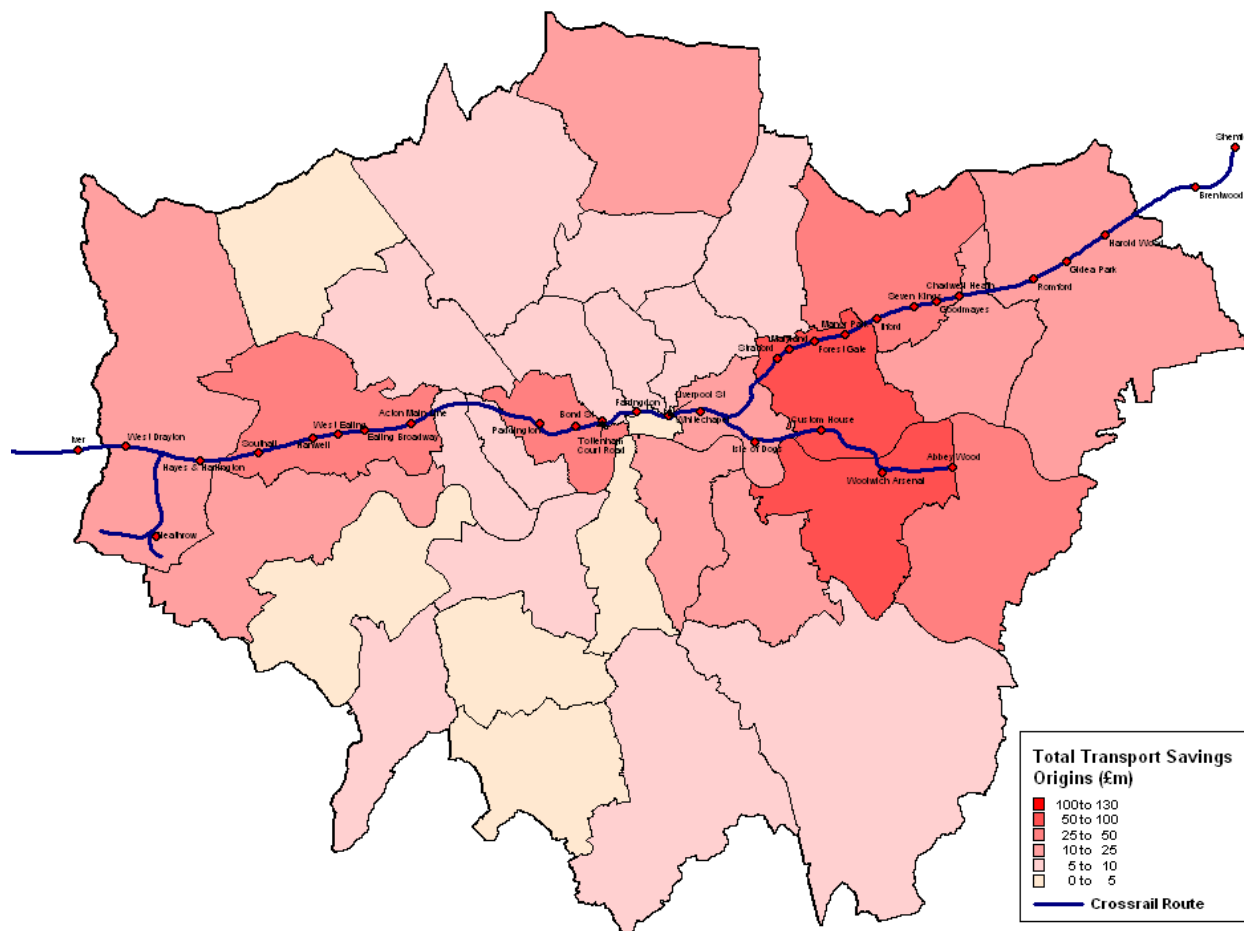 Shenfi
Brentwood
Harold Wood
Gidea Park
Romford
Chadwell Heath
Seven Kings
Goodmayes
Ilford
Manor Park
Forest Gate
Maryland
Stratford
Liverpool St
Whitechapel
Farringdon
Bond St
Tottenham
Court Road
Paddington
Acton Main Line
West Ealing
Ealing Broadway
Hanwell
Southall
Hayes & Harlington
West Drayton
Iver
Heathrow
Custom House
Isle of Dogs
Abbey Wood
Woolwich Arsenal
Total Transport Savings
Origins (£m)
100 to 130
50 to 100
25 to 50
10 to 25
5 to 10
0 to 5
Crossrail Route